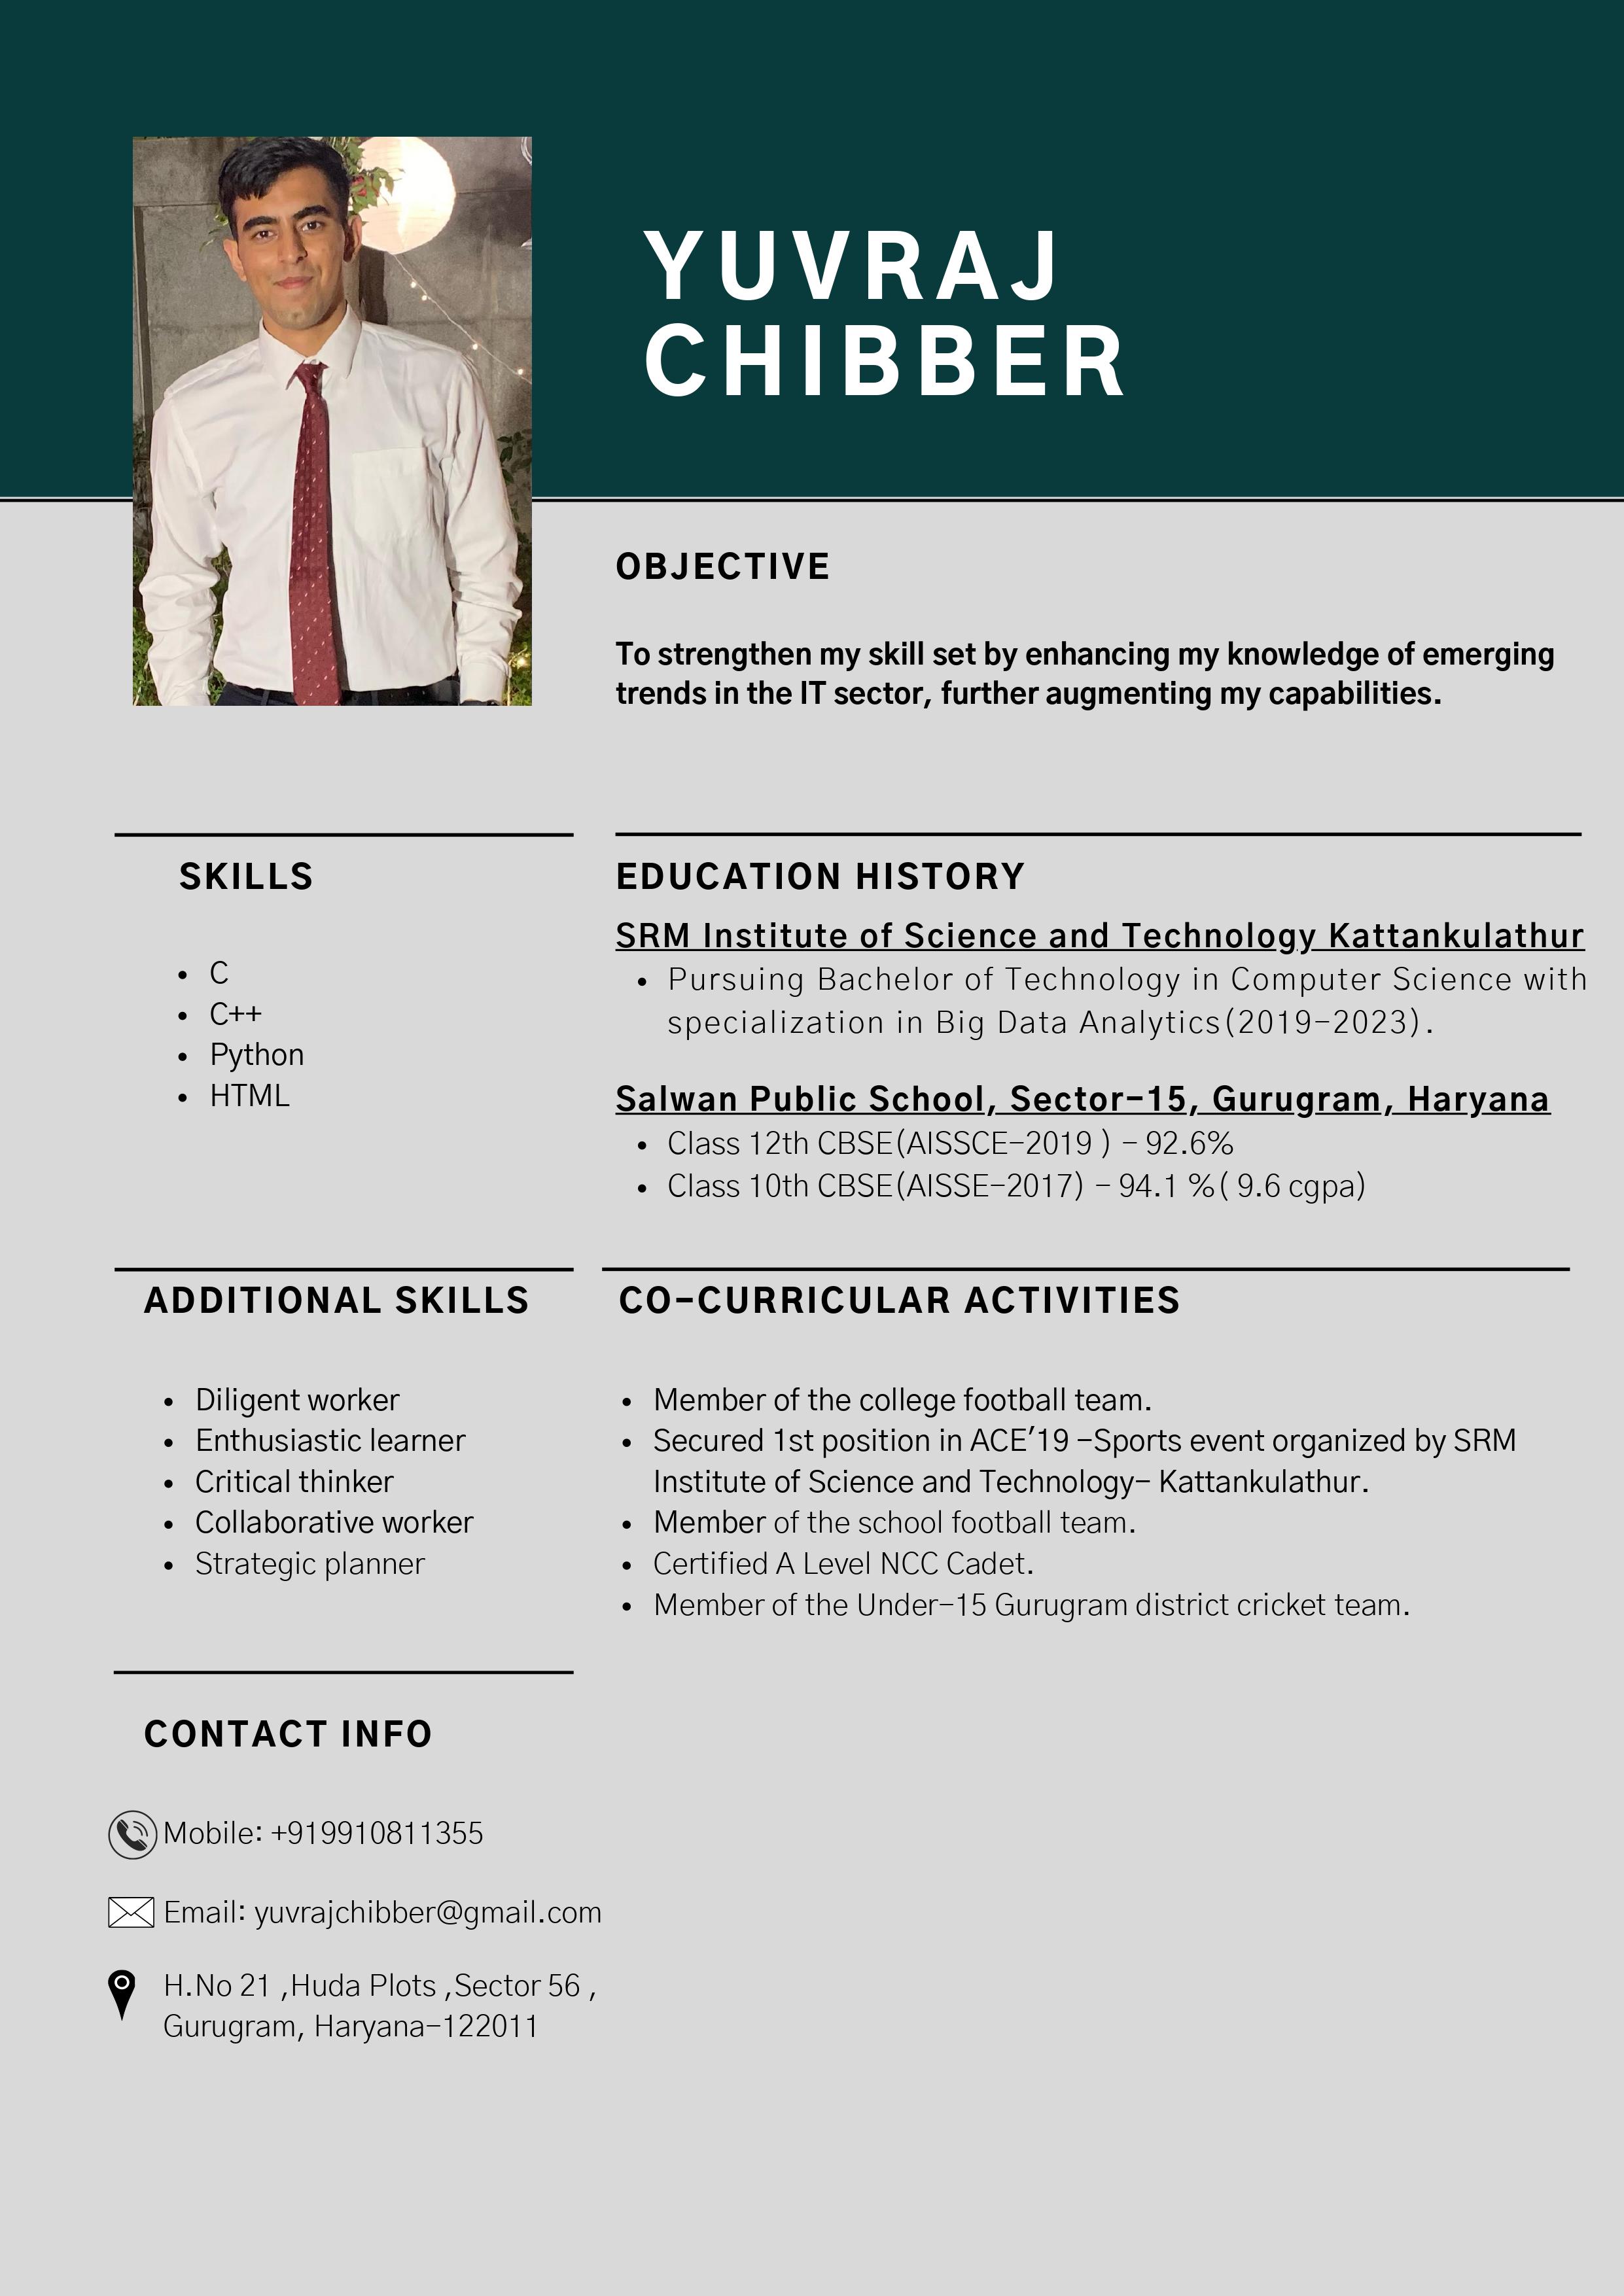 YUVRAJ
CHIBBER
OBJECTIVE
To strengthen my skill set by enhancing my knowledge of emerging
trends in the IT sector, further augmenting my capabilities.
SKILLS
• C
• C++
• Python
• HTML
EDUCATION HISTORY
SRM Institute of Science and Technology Kattankulathur
• Pursuing Bachelor of Technology in Computer Science with
specialization in Big Data Analytics(2019-2023).
Salwan Public School, Sector-15, Gurugram, Haryana
• Class 12th CBSE(AISSCE-2019 ) - 92.6%
• Class 10th CBSE(AISSE-2017) - 94.1 %( 9.6 cgpa)
ADDITIONAL SKILLS
• Diligent worker
• Enthusiastic learner
• Critical thinker
• Collaborative worker
• Strategic planner
CO-CURRICULAR ACTIVITIES
• Member of the college football team.
• Secured 1st position in ACE'19 -Sports event organized by SRM
Institute of Science and Technology- Kattankulathur.
• Member of the school football team.
• Certified A Level NCC Cadet.
• Member of the Under-15 Gurugram district cricket team.
CONTACT INFO
Mobile: +919910811355
Email: yuvrajchibber@gmail.com
H.No 21 ,Huda Plots ,Sector 56 ,
Gurugram, Haryana-122011